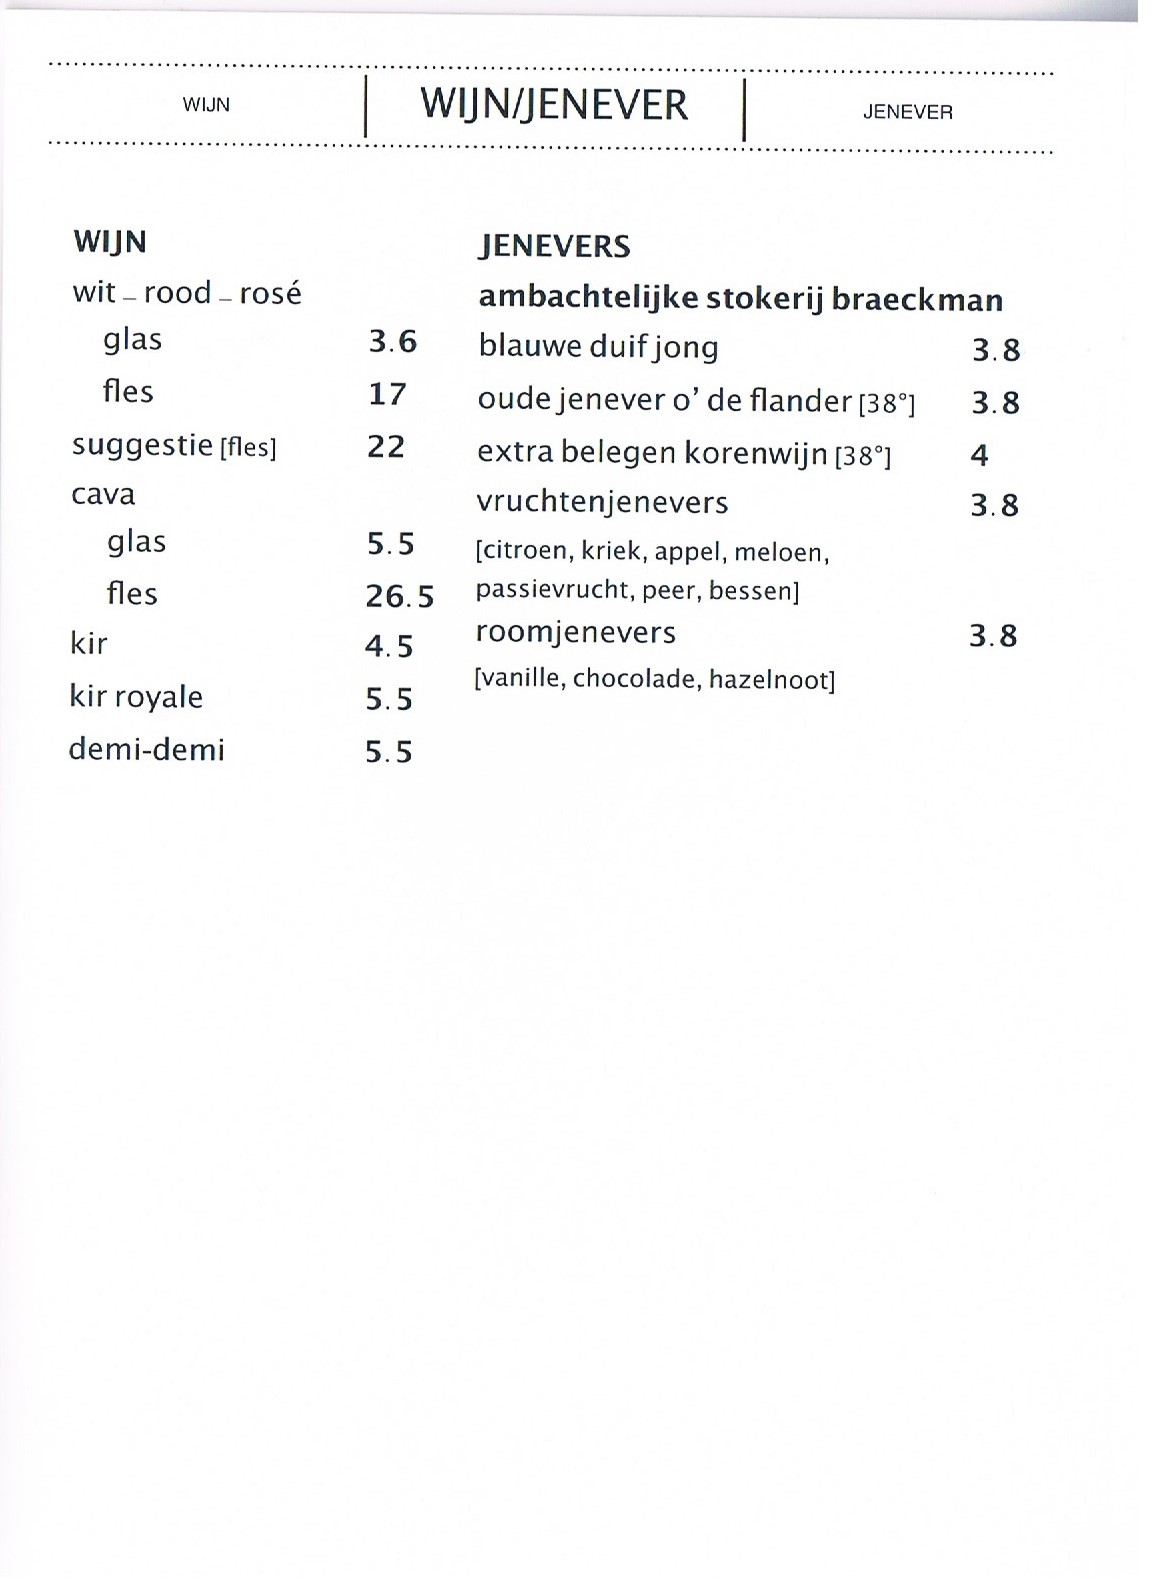 WIJN
WIJN/JENEVER
JENEVER
WIJN
wit – rood – rosé
glas 3.6
fles 17
suggestie [fles] 22
cava
glas 5.5
fles 26.5
kir 4.5
kir royale 5.5
demi-demi 5.5
JENEVERS
ambachtelijke stokerij braeckman
blauwe duif jong 3.8
oude jenever o' de flander [38°] 3.8
extra belegen korenwijn [38°] 4
vruchtenjenevers 3.8
[citroen, kriek, appel, meloen,
passievrucht, peer, bessen]
roomjenevers 3.8
[vanille, chocolade, hazelnoot]